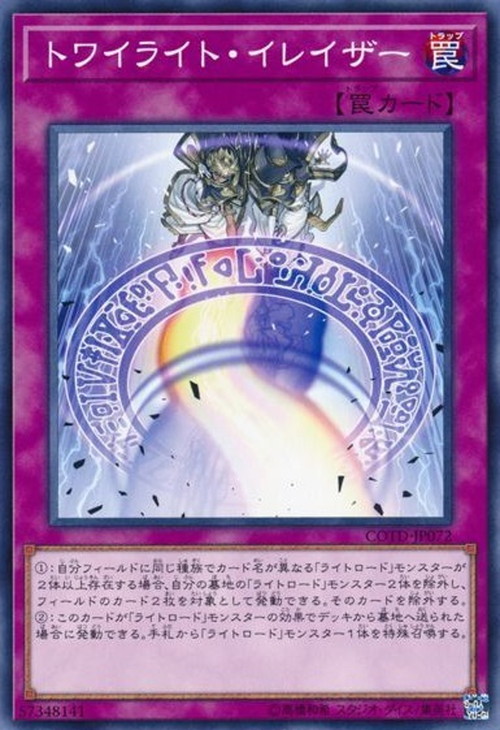 トワイライト・イレイザー
トラップ
罠
トラップ
【罠カード】
COTD-JP072
①：自分フィールドに同じ種族でカード名が異なる「ライトロード」モンスターが
２体以上存在する場合、自分の墓地の「ライトロード」モンスター２体を除外し、
フィールドのカード２枚を対象として発動できる。そのカードを除外する。
②：このカードが「ライトロード」モンスターの効果でデッキから墓地へ送られた
場合に発動できる。手札から「ライトロード」モンスター１体を特殊召喚する。
57348141
©高橋和希 スタジオ・ダイス/集英社